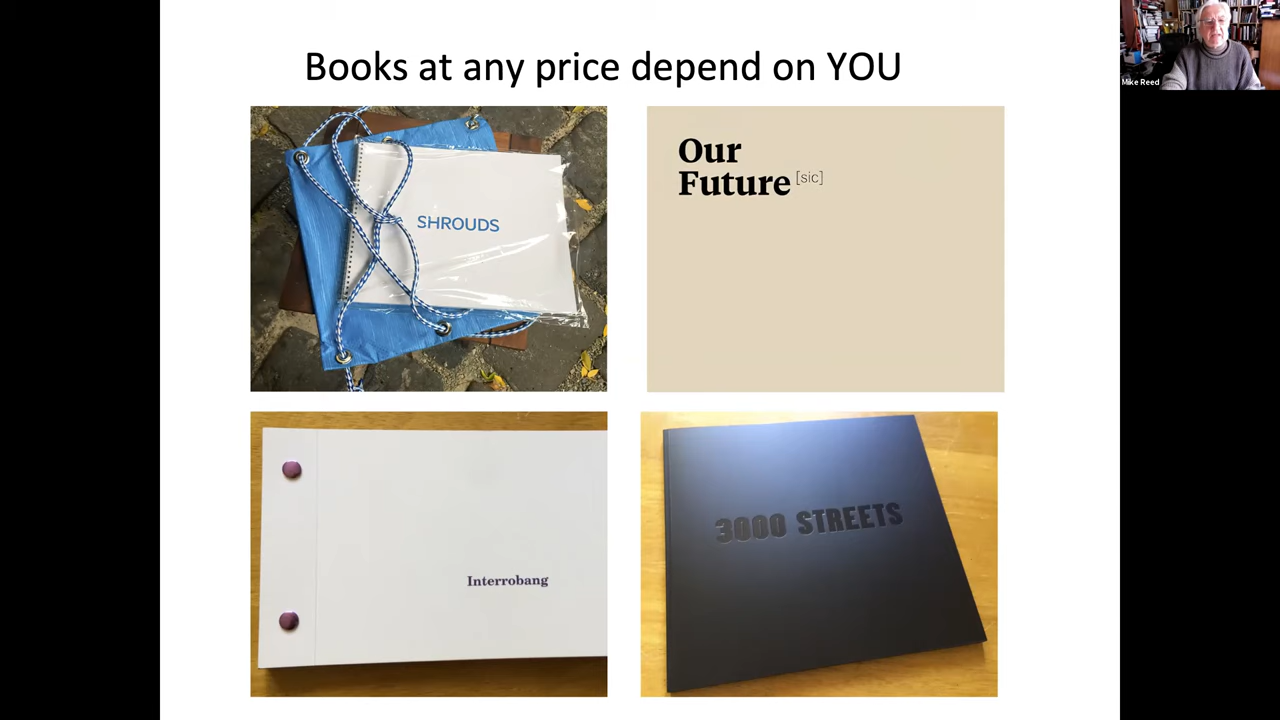 Books at any price depend on YOU
Mike Reed
SHROUDS
Our
Future [sic]
Interrobang
3000 STREETS